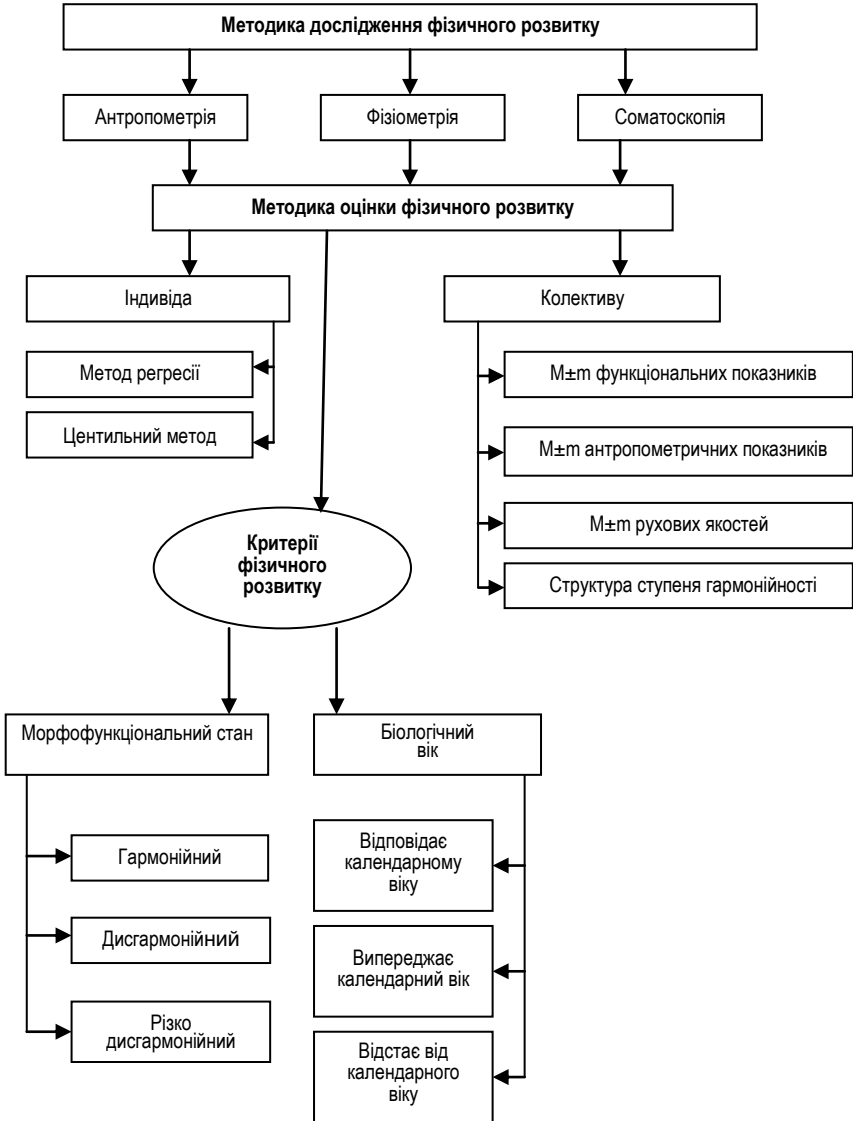 Методика дослідження фізичного розвитку
Антропометрія
Фізіометрія
Соматоскопія
Методика оцінки фізичного розвитку
Індивіда
Колективу
Метод регресії
Центильний метод
M±m функціональних показників
M±m антропометричних показників
M±m рухових якостей
Структура ступеня гармонійності
Критерії
фізичного
розвитку
Морфофункціональний стан
Біологічний
вік
Гармонійний
Дисгармонійний
Різко
дисгармонійний
Відповідає
календарному
віку
Випереджає
календарний вік
Відстає від
календарного
віку